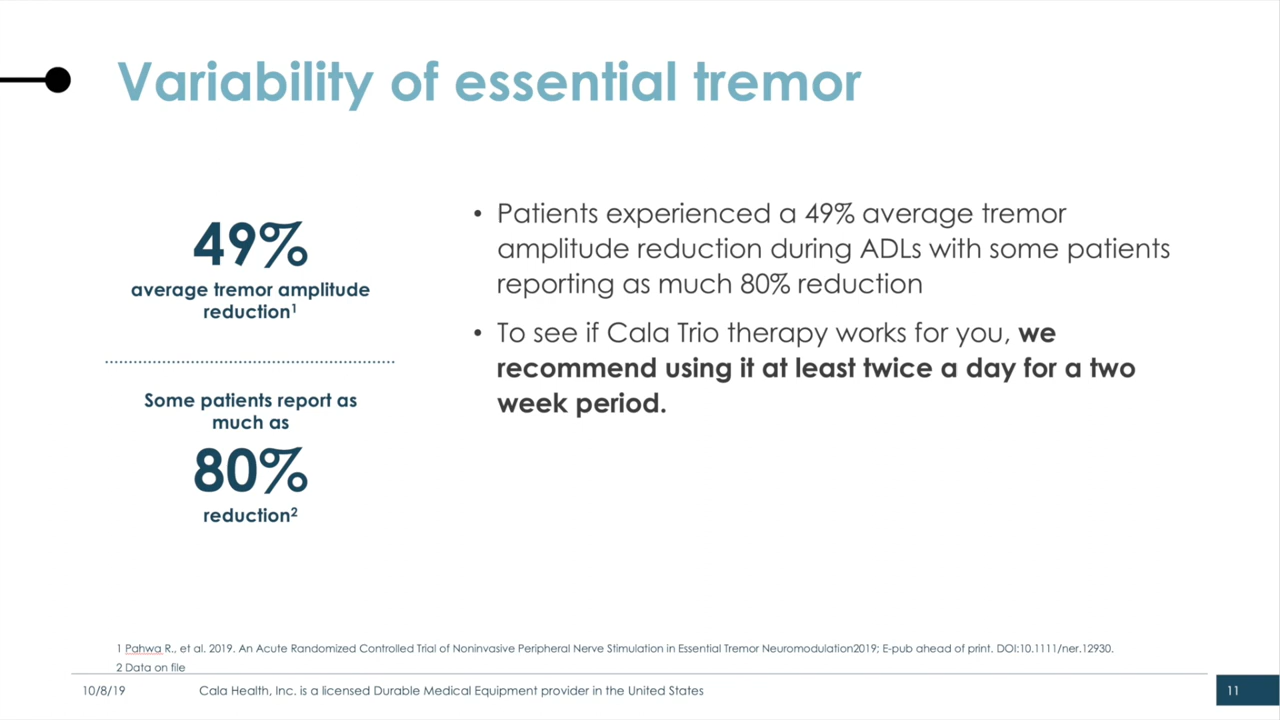 Variability of essential tremor
49%
average tremor amplitude
reduction1
Some patients report as
much as
80%
reduction2
• Patients experienced a 49% average tremor
amplitude reduction during ADLs with some patients
reporting as much 80% reduction
• To see if Cala Trio therapy works for you, we
recommend using it at least twice a day for a two
week period.
1 Pahwa R., et al. 2019. An Acute Randomized Controlled Trial of Noninvasive Peripheral Nerve Stimulation in Essential Tremor Neuromodulation2019; E-pub ahead of print. DOI:10.1111/ner.12930.
2 Data on file
10/8/19
Cala Health, Inc. is a licensed Durable Medical Equipment provider in the United States
11